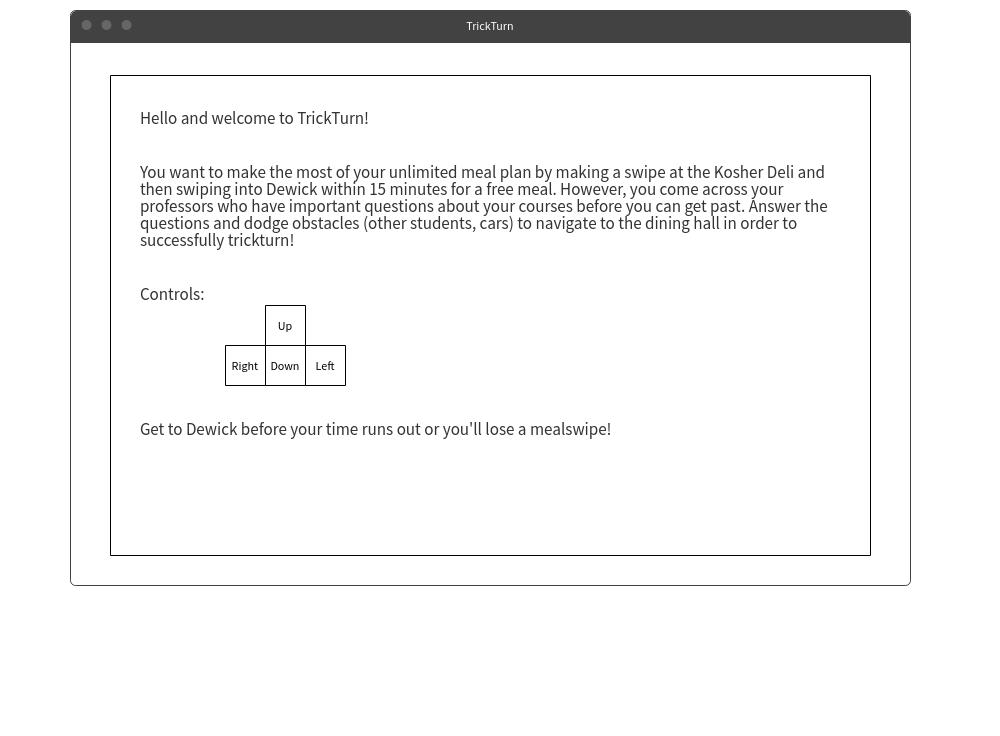 TrickTurn
Hello and welcome to TrickTurn!
You want to make the most of your unlimited meal plan by making a swipe at the Kosher Deli and
then swiping into Dewick within 15 minutes for a free meal. However, you come across your
professors who have important questions about your courses before you can get past. Answer the
questions and dodge obstacles (other students, cars) to navigate to the dining hall in order to
successfully trickturn!
Controls:
Up
Right Down Left
Get to Dewick before your time runs out or you'll lose a mealswipe!